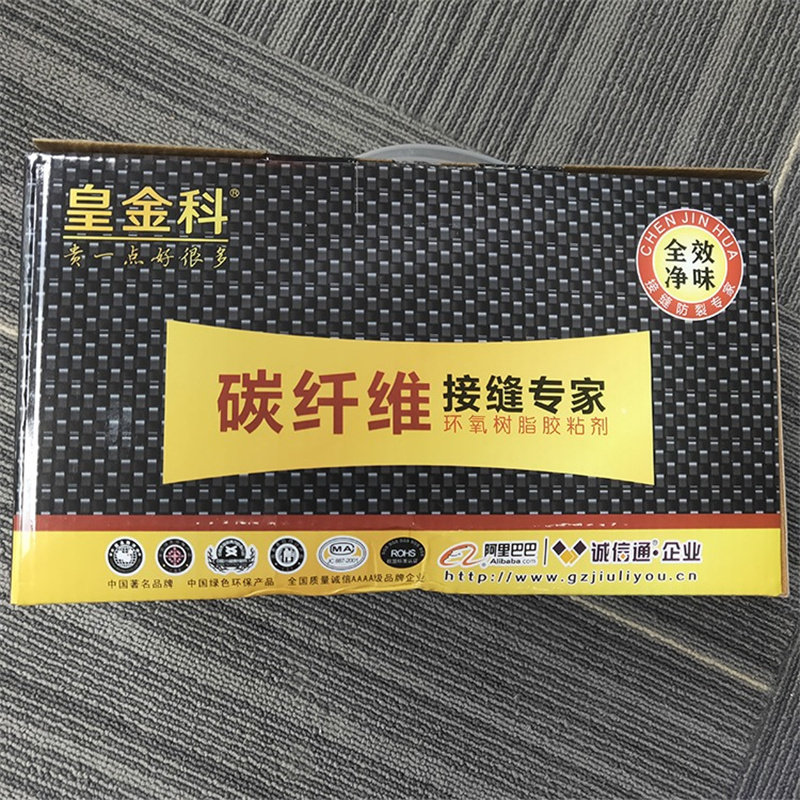 皇金科®
贵一点好很多
CHEN JIN HUA
全效
净味
接缝防裂专家
碳纤维 接缝专家
环氧树脂胶粘剂
MA
JC 887-2001
ROHS
阿里巴巴
Alibaba.com
诚信通·企业
中国著名品牌 中国绿色环保产品 全国质量诚信AAAA级品牌企业
http://www.gzjiuliyou.cn